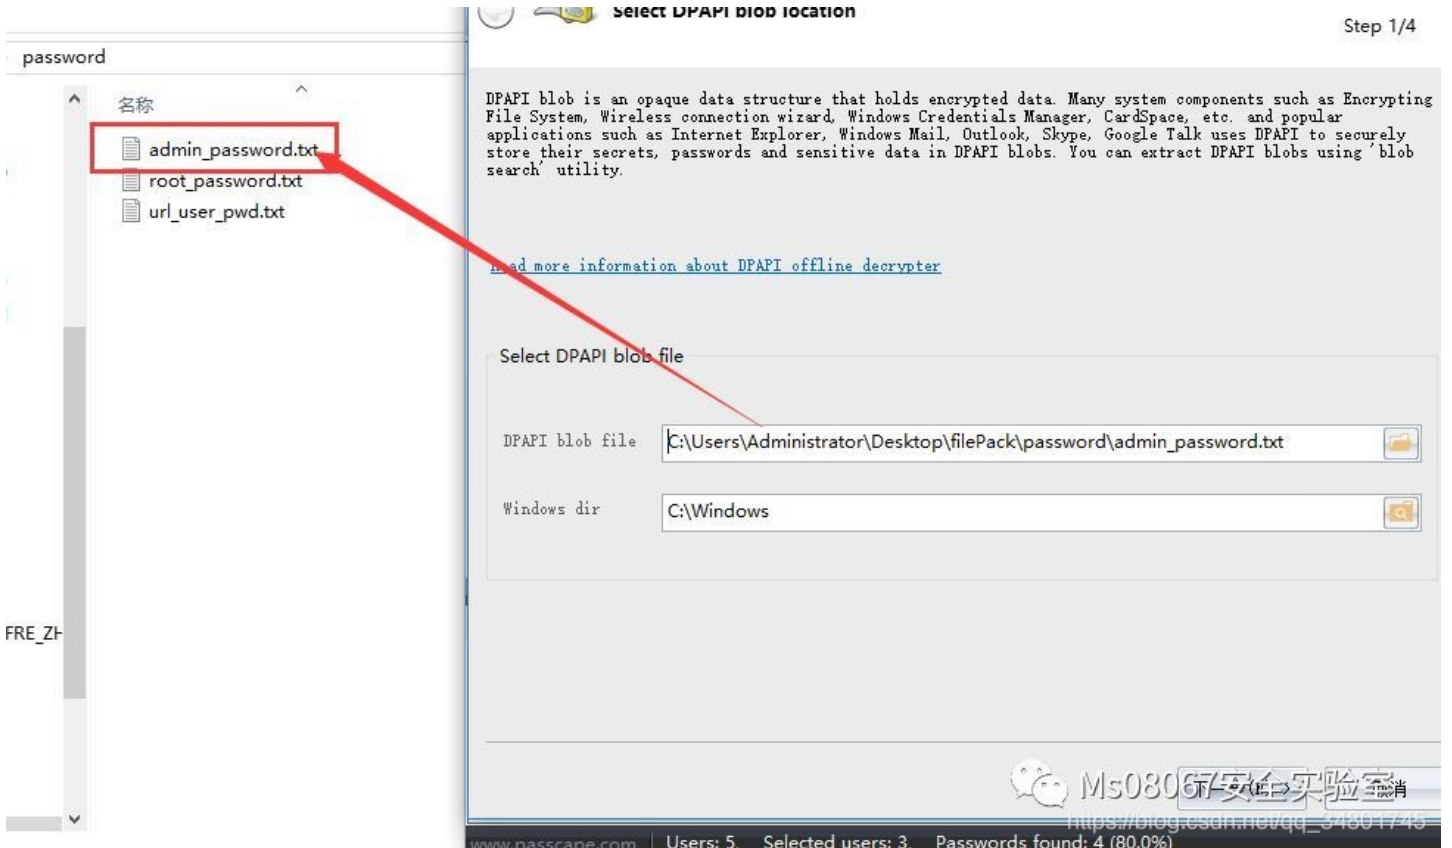 password
名称
admin_password.txt
root_password.txt
url_user_pwd.txt
FRE_ZH
Select DPAPI blob location
Step 1/4
DPAPI blob is an opaque data structure that holds encrypted data. Many system components such as Encrypting
File System, Wireless connection wizard, Windows Credentials Manager, CardSpace, etc. and popular
applications such as Internet Explorer, Windows Mail, Outlook, Skype, Google Talk uses DPAPI to securely
store their secrets, passwords and sensitive data in DPAPI blobs. You can extract DPAPI blobs using 'blob
search' utility.
Read more information about DPAPI offline decrypter
Select DPAPI blob file
DPAPI blob file
C:\Users\Administrator\Desktop\filePack\password\admin_password.txt
Windows dir
C:\Windows
Ms08067安全实验室
https://blog.csdn.net/qq_34801745
www.passcape.com
Users: 5. Selected users: 3. Passwords found: 4 (80.0%)